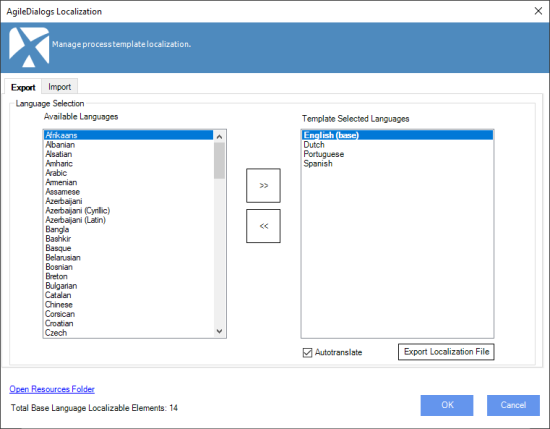 AgileDialogs Localization
Manage process template localization.
Export
Import
Language Selection
Available Languages
Afrikaans
Albanian
Alsatian
Amharic
Arabic
Armenian
Assamese
Azerbaijani
Azerbaijani (Cyrillic)
Azerbaijani (Latin)
Bangla
Bashkir
Basque
Belarusian
Bosnian
Breton
Bulgarian
Catalan
Chinese
Corsican
Croatian
Czech
>>
<<
Template Selected Languages
English (base)
Dutch
Portuguese
Spanish
Autotranslate
Export Localization File
Open Resources Folder
Total Base Language Localizable Elements: 14
OK
Cancel